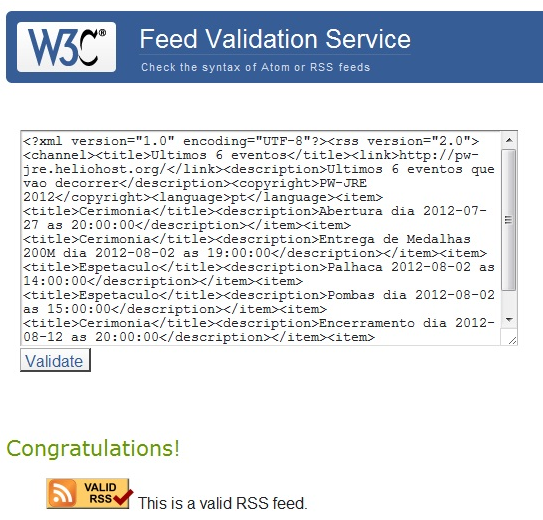 W3C®
Feed Validation Service
Check the syntax of Atom or RSS feeds
<?xml version="1.0" encoding="UTF-8"?><rss version="2.0">
<channel><title>Ultimos 6 eventos</title><link>http://pw-
jre.heliohost.org/</link><description>Ultimos 6 eventos que
vao decorrer</description><copyright>PW-JRE
2012</copyright><language>pt</language><item>
<title>Cerimonia</title><description>Abertura dia 2012-07-
27 as 20:00:00</description></item><item>
<title>Cerimonia</title><description>Entrega de Medalhas
200M dia 2012-08-02 as 19:00:00</description></item><item>
<title>Espetaculo</title><description>Palhaca 2012-08-02 as
14:00:00</description></item><item>
<title>Espetaculo</title><description>Pombas dia 2012-08-02
as 15:00:00</description></item><item>
<title>Cerimonia</title><description>Encerramento dia 2012-
08-12 as 20:00:00</description></item><item>
Validate
Congratulations!
VALID
RSS
This is a valid RSS feed.